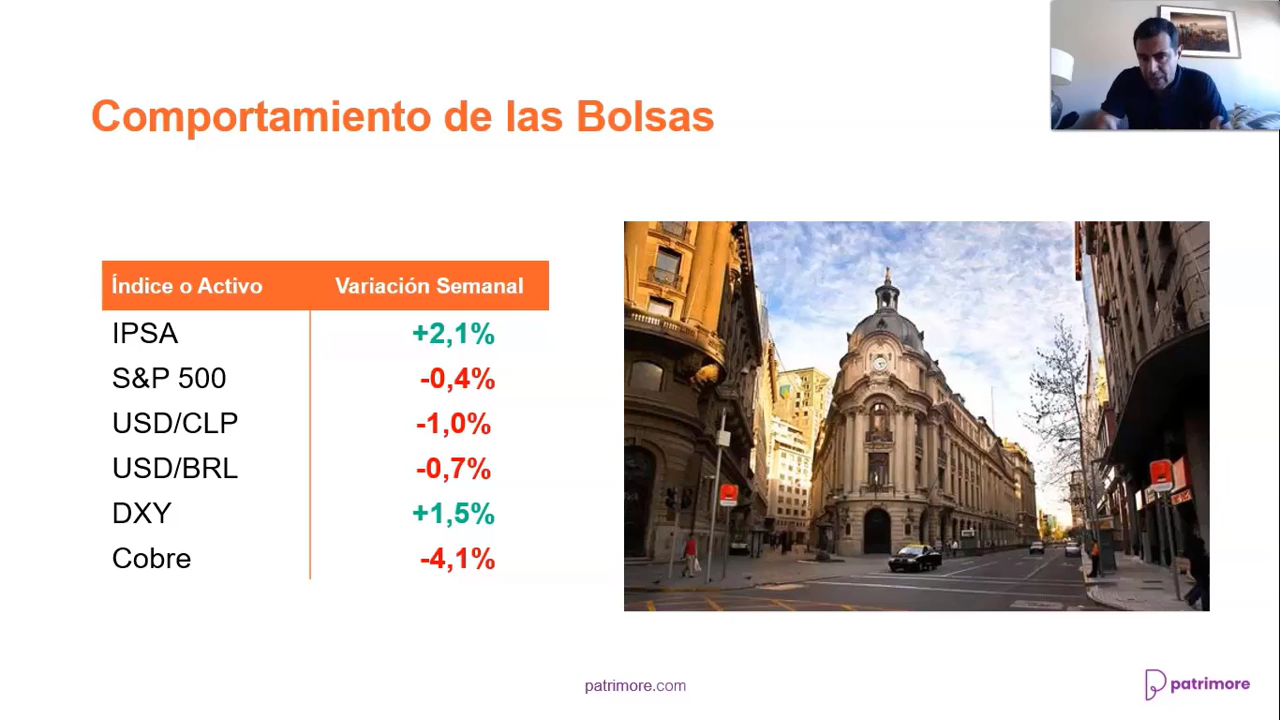 Comportamiento de las Bolsas
Índice o Activo Variación Semanal
IPSA +2,1%
S&P 500 -0,4%
USD/CLP -1,0%
USD/BRL -0,7%
DXY +1,5%
Cobre -4,1%
patrimore.com
patrimore